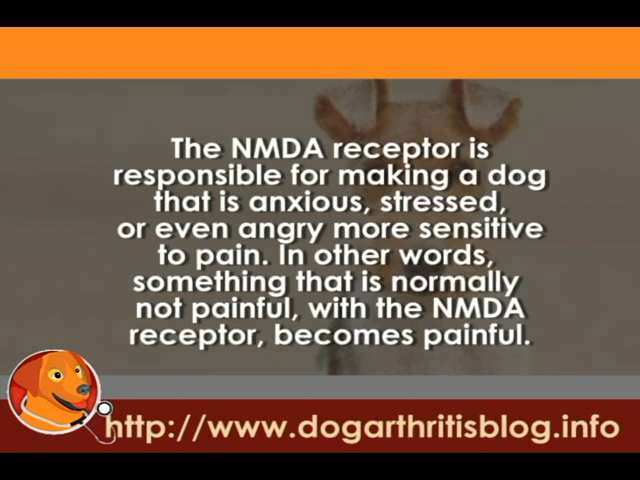 The NMDA receptor is
responsible for making a dog
that is anxious, stressed,
or even angry more sensitive
to pain. In other words,
something that is normally
not painful, with the NMDA
receptor, becomes painful.
http://www.dogarthritisblog.info